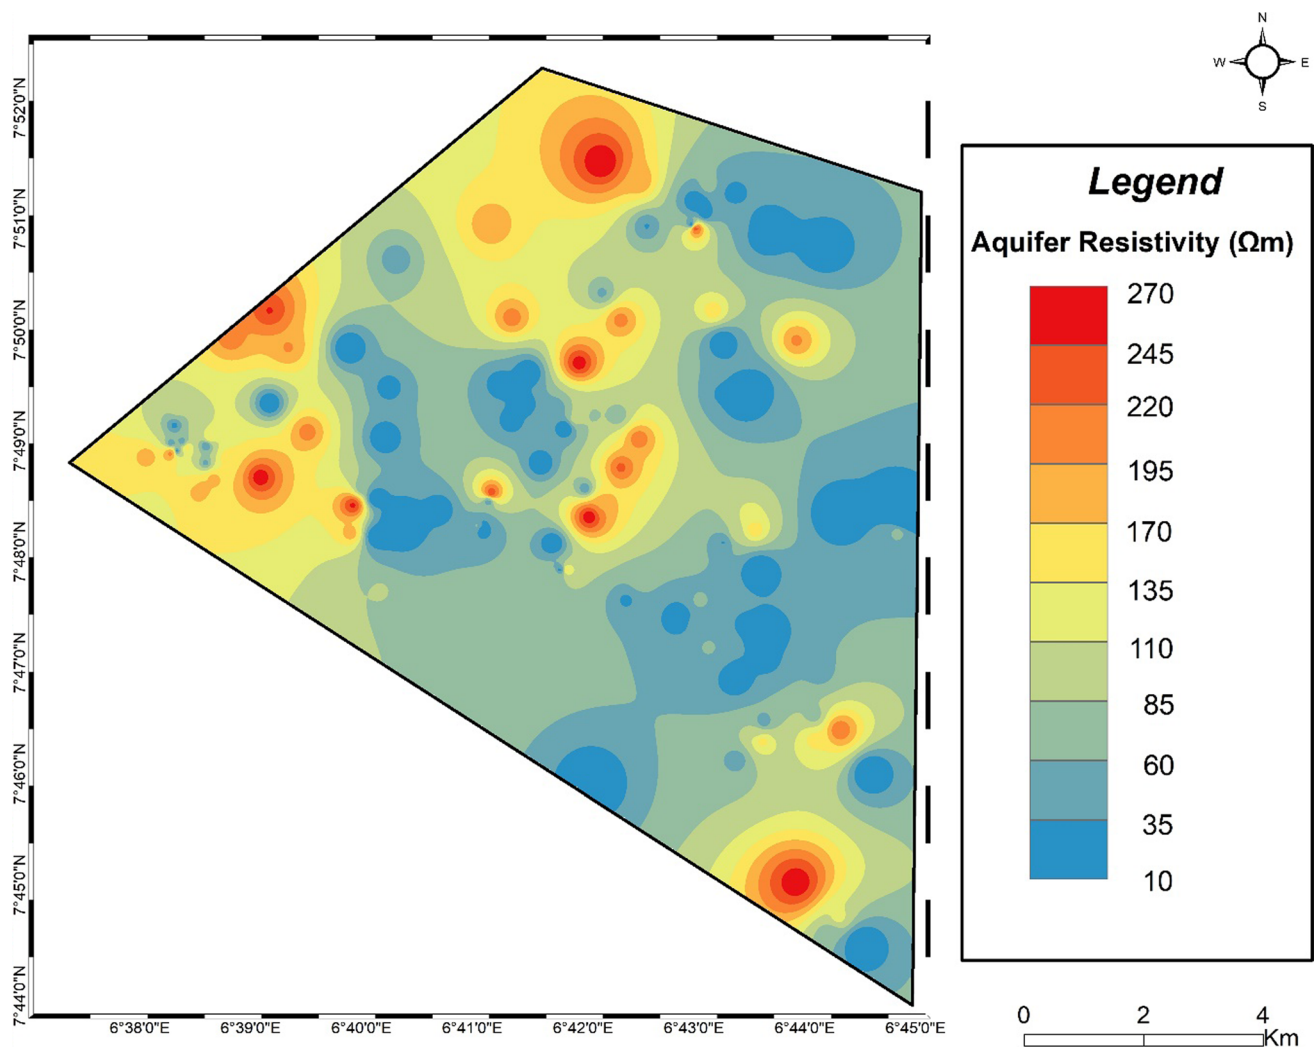 N
W E
S
7°52'0"N
7°51'0"N
7°50'0"N
7°49'0"N
7°48'0"N
7°47'0"N
7°46'0"N
7°45'0"N
7°44'0"N
6°38'0"E 6°39'0"E 6°40'0"E 6°41'0"E 6°42'0"E 6°43'0"E 6°44'0"E 6°45'0"E
Legend
Aquifer Resistivity (Ωm)
270
245
220
195
170
135
110
85
60
35
10
0 2 4
Km